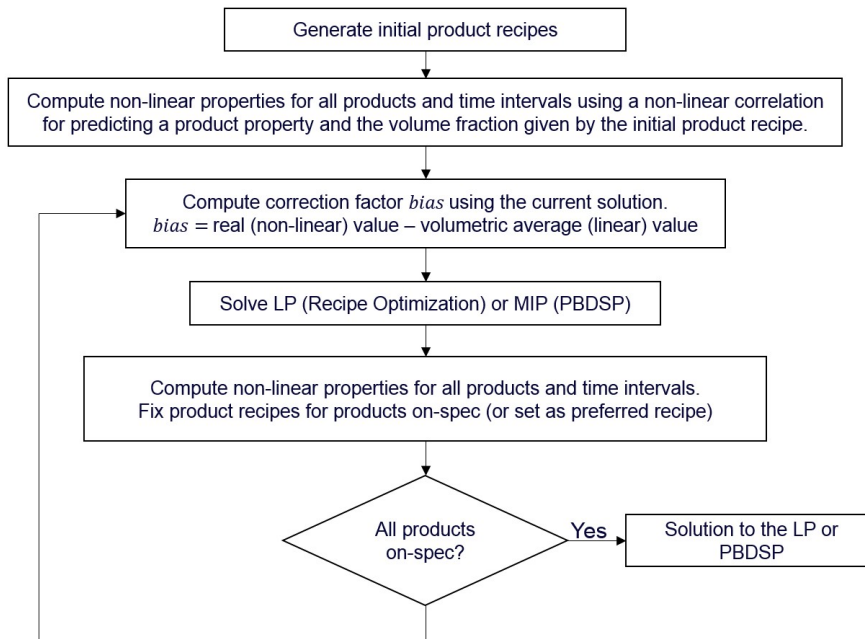 Generate initial product recipes
Compute non-linear properties for all products and time intervals using a non-linear correlation
for predicting a product property and the volume fraction given by the initial product recipe.
Compute correction factor bias using the current solution.
bias = real (non-linear) value – volumetric average (linear) value
Solve LP (Recipe Optimization) or MIP (PBDSP)
Compute non-linear properties for all products and time intervals.
Fix product recipes for products on-spec (or set as preferred recipe)
All products
on-spec?
Yes
Solution to the LP or
PBDSP